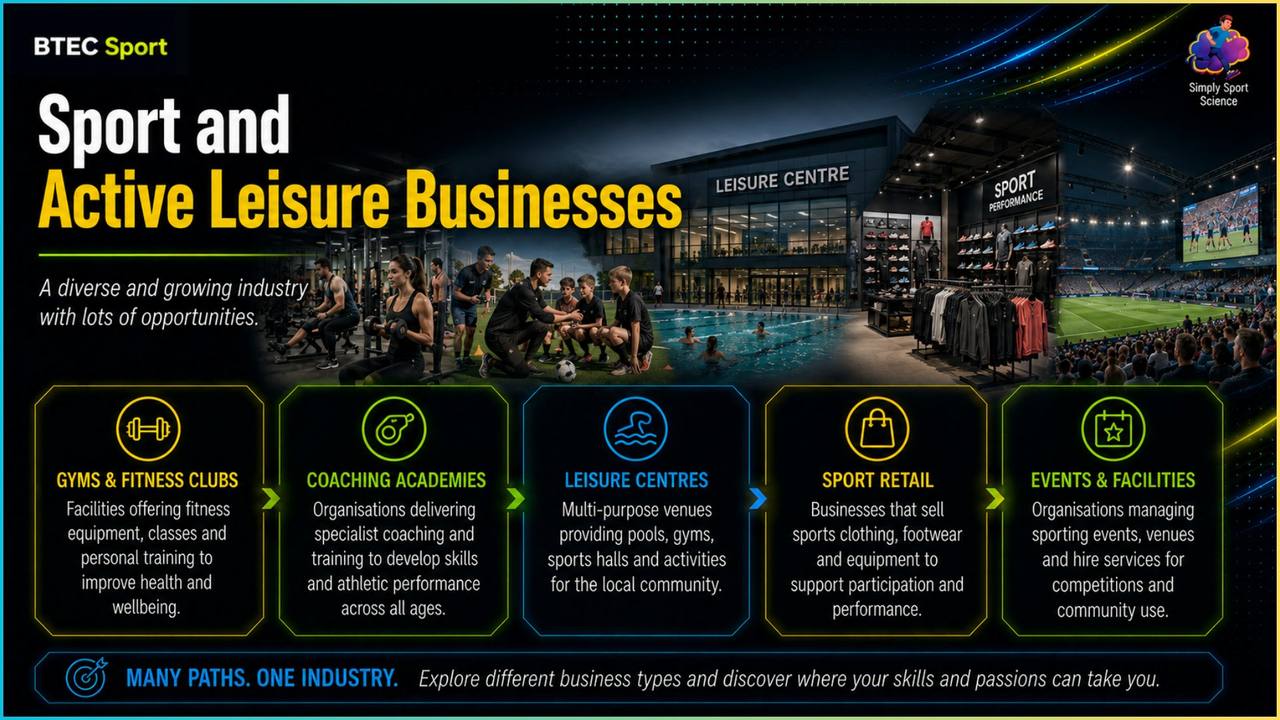 BTEC Sport
Simply Sport
Science
Sport and
Active Leisure Businesses
A diverse and growing industry
with lots of opportunities.
LEISURE CENTRE
SPORT
PERFORMANCE
GYMS & FITNESS CLUBS
Facilities offering fitness
equipment, classes and
personal training to
improve health and
wellbeing.
COACHING ACADEMIES
Organisations delivering
specialist coaching and
training to develop skills
and athletic performance
across all ages.
LEISURE CENTRES
Multi-purpose venues
providing pools, gyms,
sports halls and activities
for the local community.
SPORT RETAIL
Businesses that sell
sports clothing, footwear
and equipment to
support participation and
performance.
EVENTS & FACILITIES
Organisations managing
sporting events, venues
and hire services for
competitions and
community use.
MANY PATHS. ONE INDUSTRY. Explore different business types and discover where your skills and passions can take you.